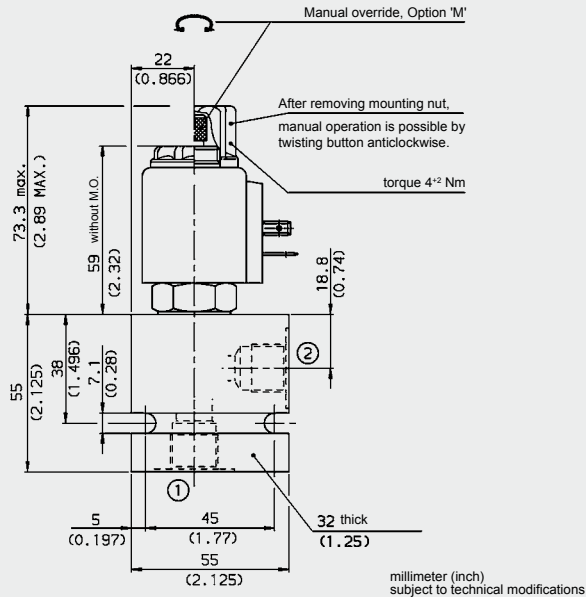 Manual override, Option 'M'
22
(0.866)
After removing mounting nut,
manual operation is possible by
twisting button anticlockwise.
torque 4⁺² Nm
73.3 max.
(2.89 MAX.)
59 without M.O.
(2.32)
18.8
(0.74)
55
(2.125)
38
(1.496)
7.1
(0.28)
2
1
5
(0.197)
45
(1.77)
32 thick
(1.25)
55
(2.125)
millimeter (inch)
subject to technical modifications